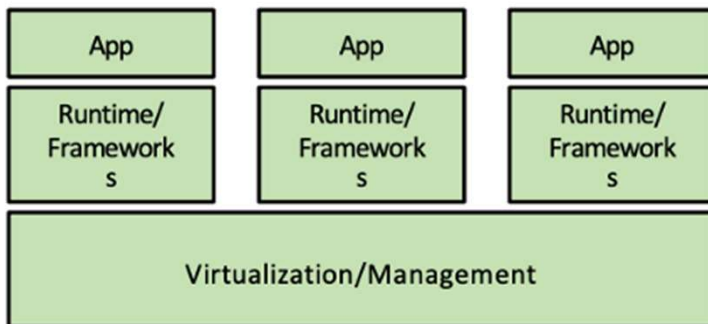 App
App
App
Runtime/
Framework
s
Runtime/
Framework
s
Runtime/
Framework
s
Virtualization/Management